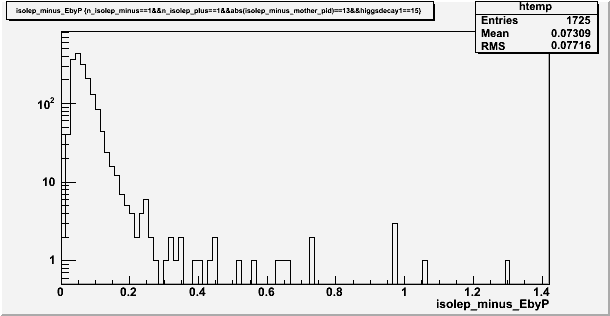 isolep_minus_EbyP {n_isolep_minus==1&&n_isolep_plus==1&&abs(isolep_minus_mother_pid)==13&&higgsdecay1==15}
htemp
Entries 1725
Mean 0.07309
RMS 0.07716
10²
10
1
0 0.2 0.4 0.6 0.8 1 1.2 1.4
isolep_minus_EbyP